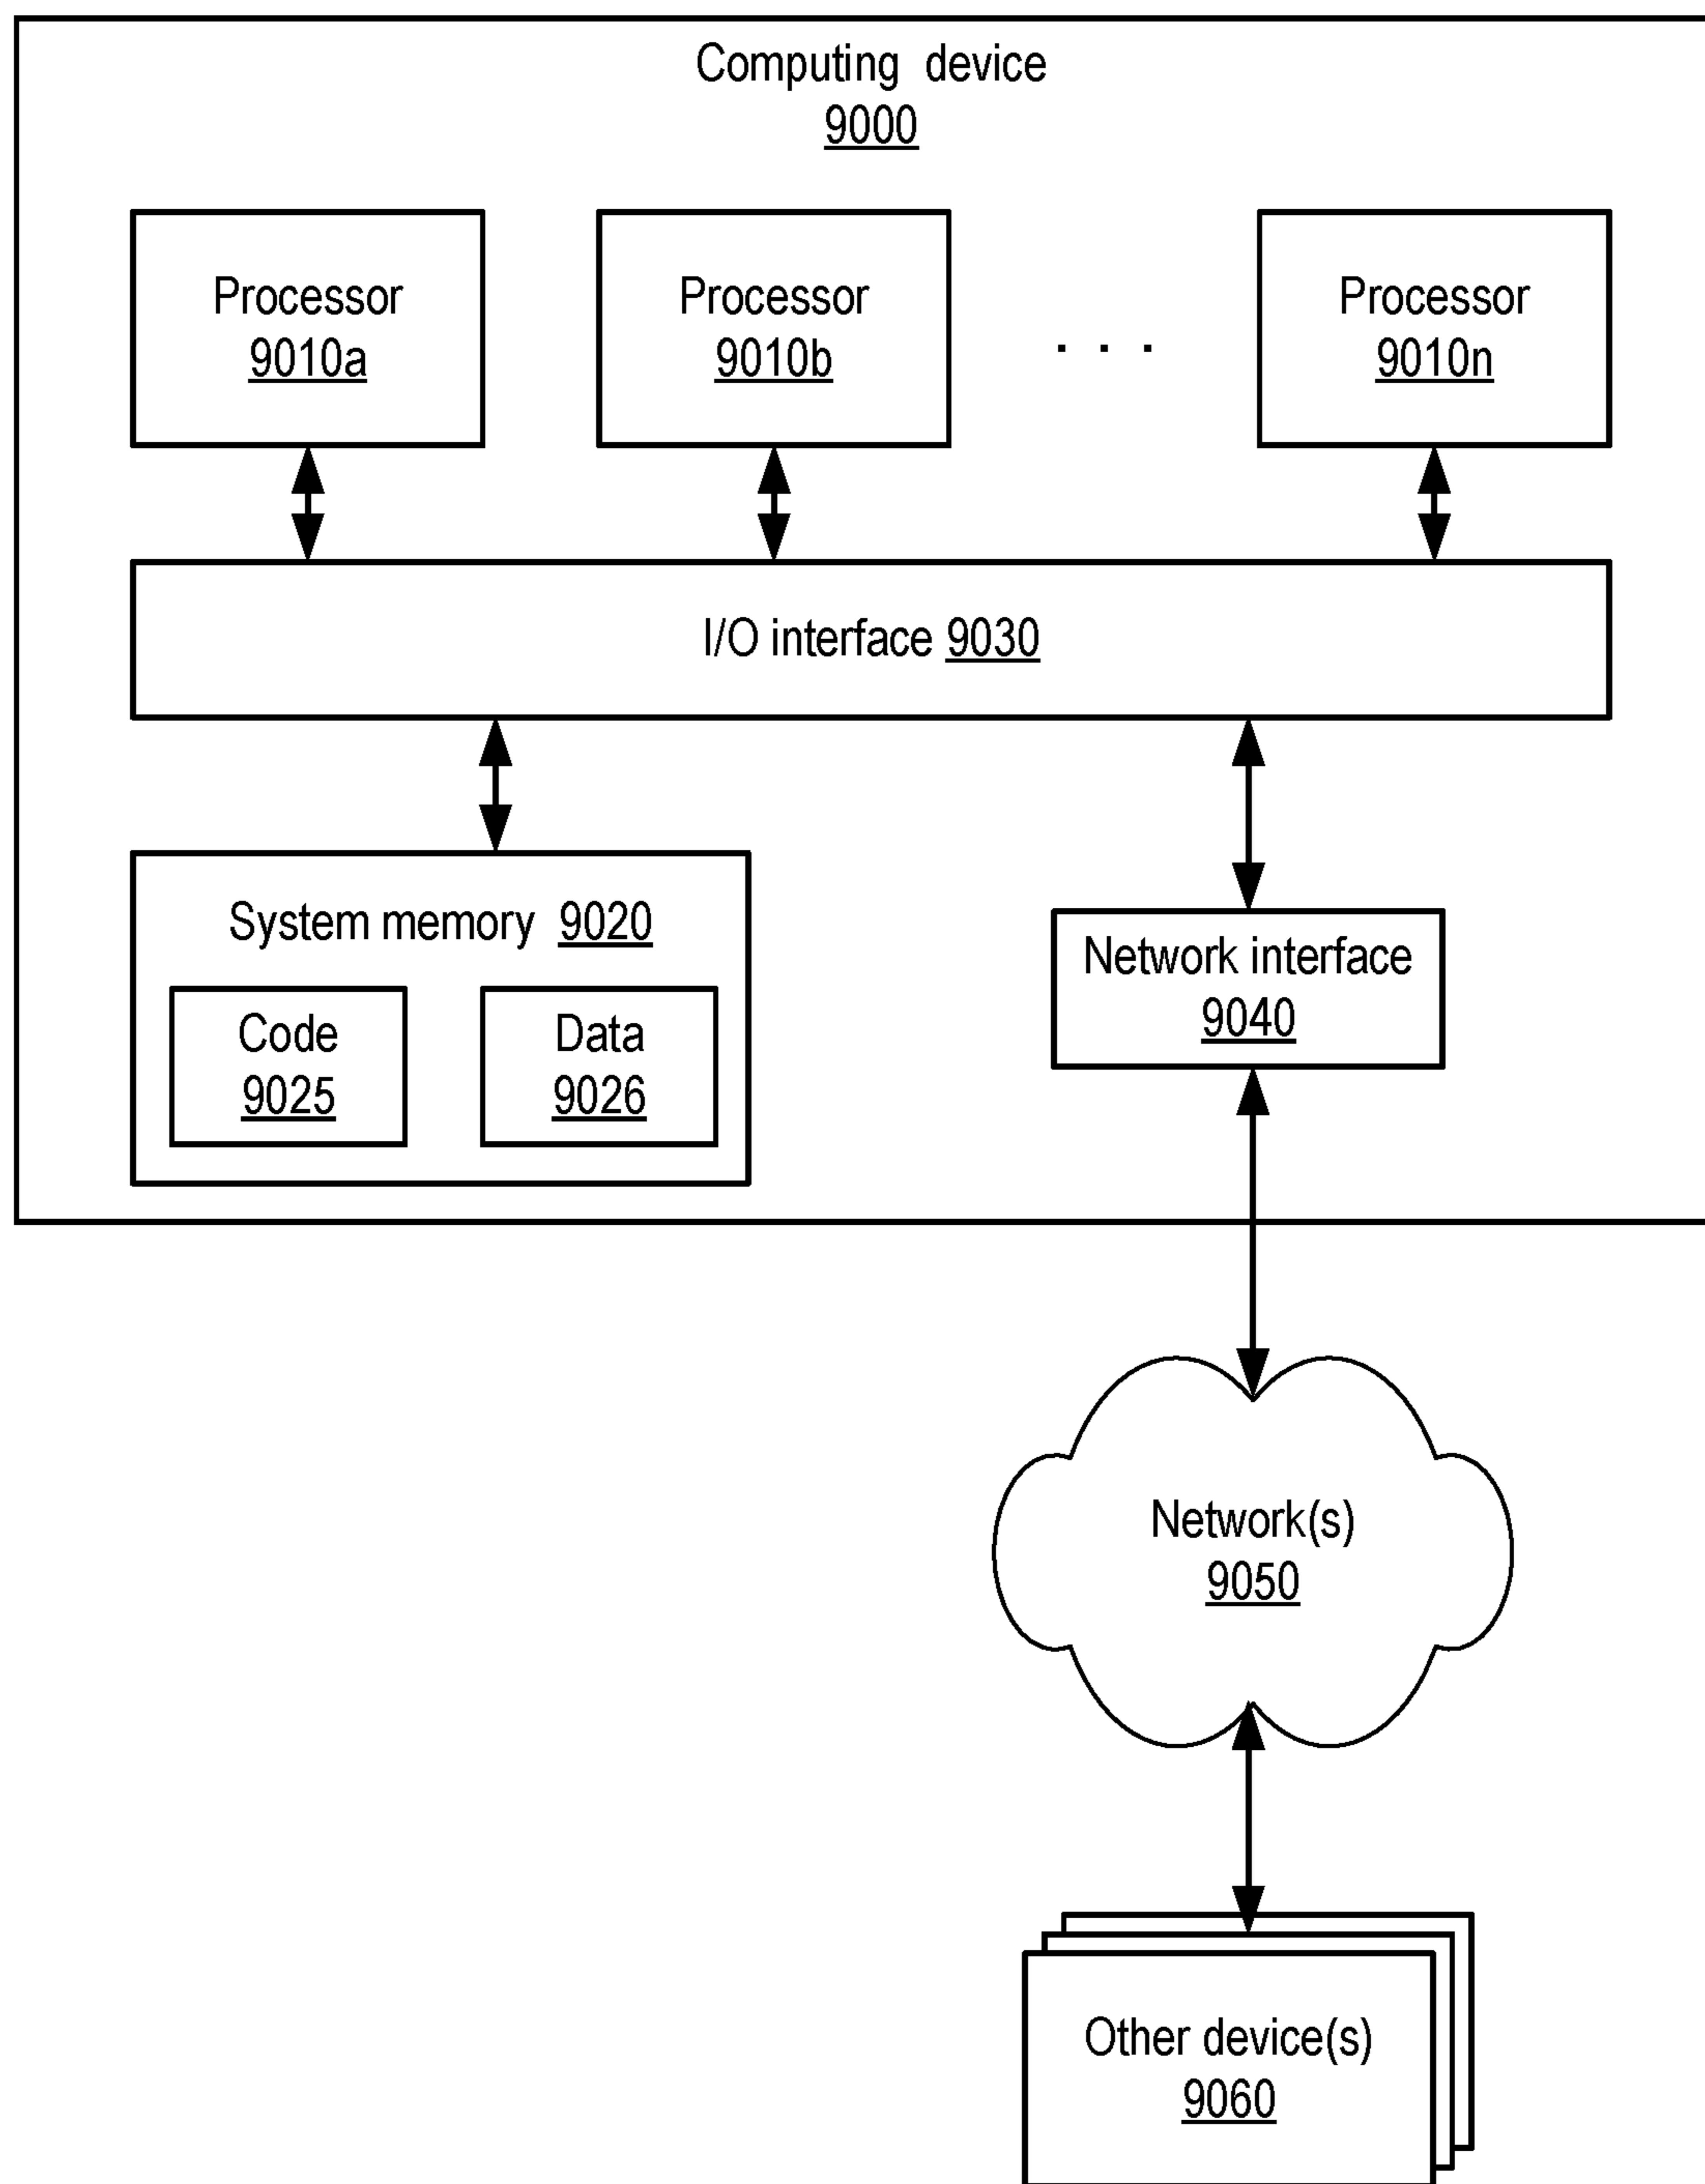 Computing device
9000
Processor
9010a
Processor
9010b
. . .
Processor
9010n
I/O interface 9030
System memory 9020
Code
9025
Data
9026
Network interface
9040
Network(s)
9050
Other device(s)
9060